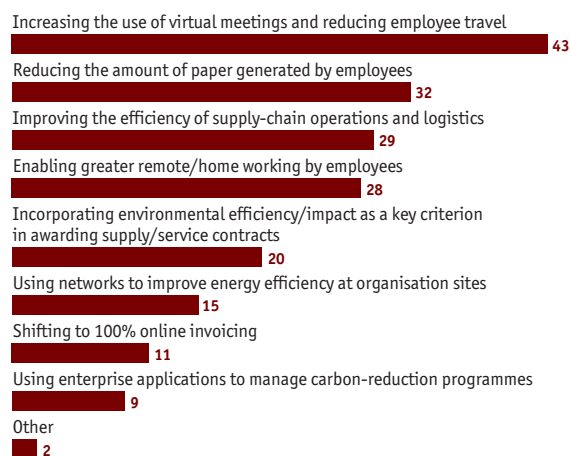 Increasing the use of virtual meetings and reducing employee travel
43
Reducing the amount of paper generated by employees
32
Improving the efficiency of supply-chain operations and logistics
29
Enabling greater remote/home working by employees
28
Incorporating environmental efficiency/impact as a key criterion
in awarding supply/service contracts
20
Using networks to improve energy efficiency at organisation sites
15
Shifting to 100% online invoicing
11
Using enterprise applications to manage carbon-reduction programmes
9
Other
2